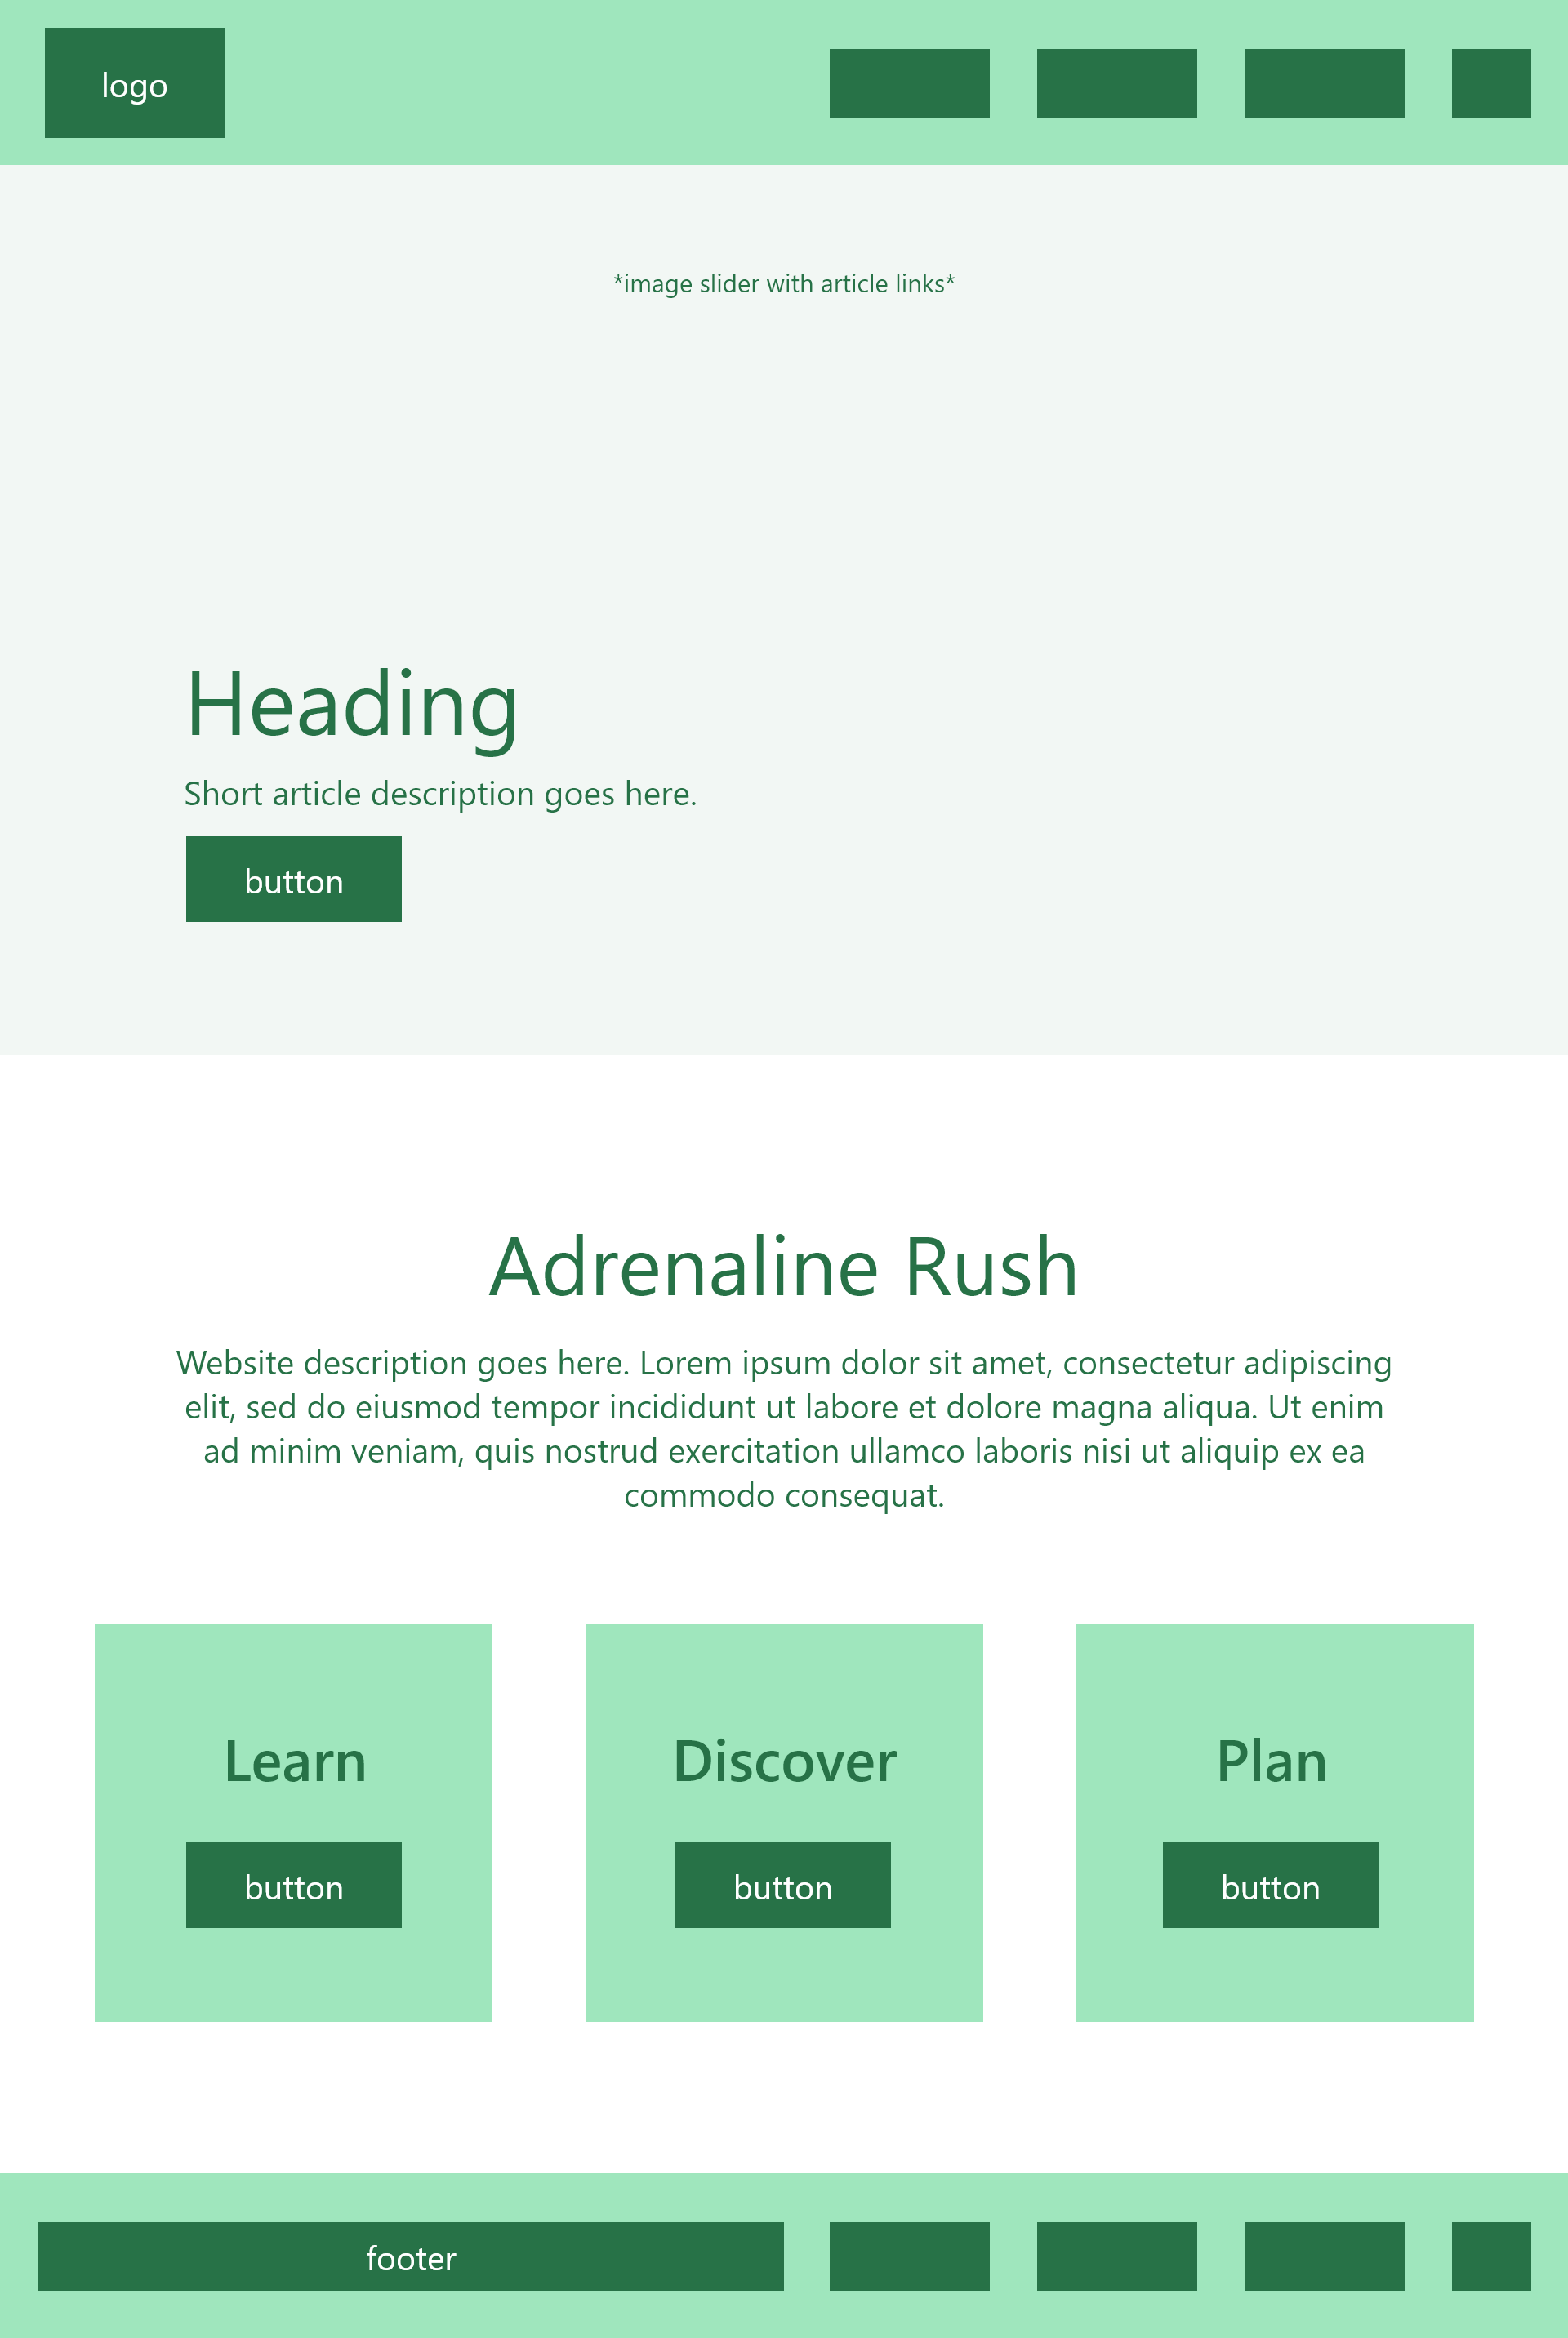 logo
*image slider with article links*
Heading
Short article description goes here.
button
Adrenaline Rush
Website description goes here. Lorem ipsum dolor sit amet, consectetur adipiscing
elit, sed do eiusmod tempor incididunt ut labore et dolore magna aliqua. Ut enim
ad minim veniam, quis nostrud exercitation ullamco laboris nisi ut aliquip ex ea
commodo consequat.
Learn
button
Discover
button
Plan
button
footer